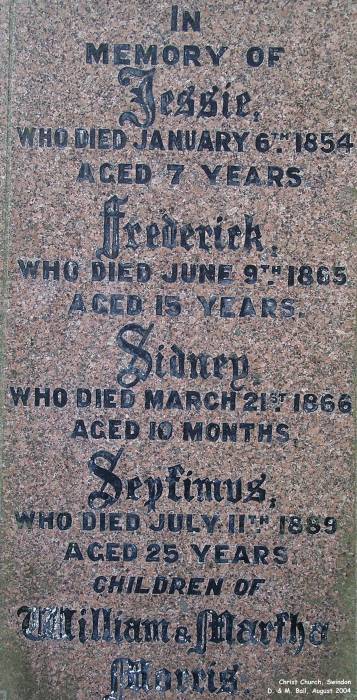 IN
MEMORY OF
Jessie,
WHO DIED JANUARY 6TH 1854
AGED 7 YEARS
Frederick,
WHO DIED JUNE 9TH 1865
AGED 15 YEARS.
Sidney,
WHO DIED MARCH 21ST 1866
AGED 10 MONTHS,
Septimus,
WHO DIED JULY 11TH 1889
AGED 25 YEARS.
CHILDREN OF
William & Martha
Morris.
Christ Church, Swindon
D. & M. Ball, August 2004